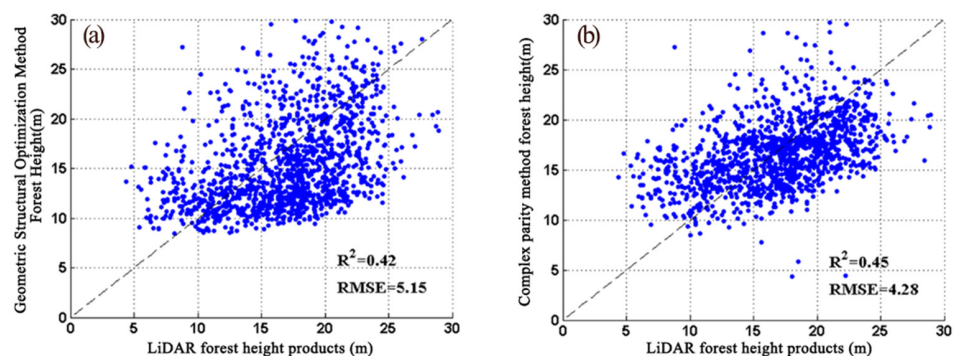 (a)
Geometric Structural Optimization Method
Forest Height(m)
30
25
20
15
10
5
0
R²=0.42
RMSE=5.15
0 5 10 15 20 25 30
LiDAR forest height products (m)
(b)
Complex parity method forest height(m)
30
25
20
15
10
5
0
R²=0.45
RMSE=4.28
0 5 10 15 20 25 30
LiDAR forest height products (m)